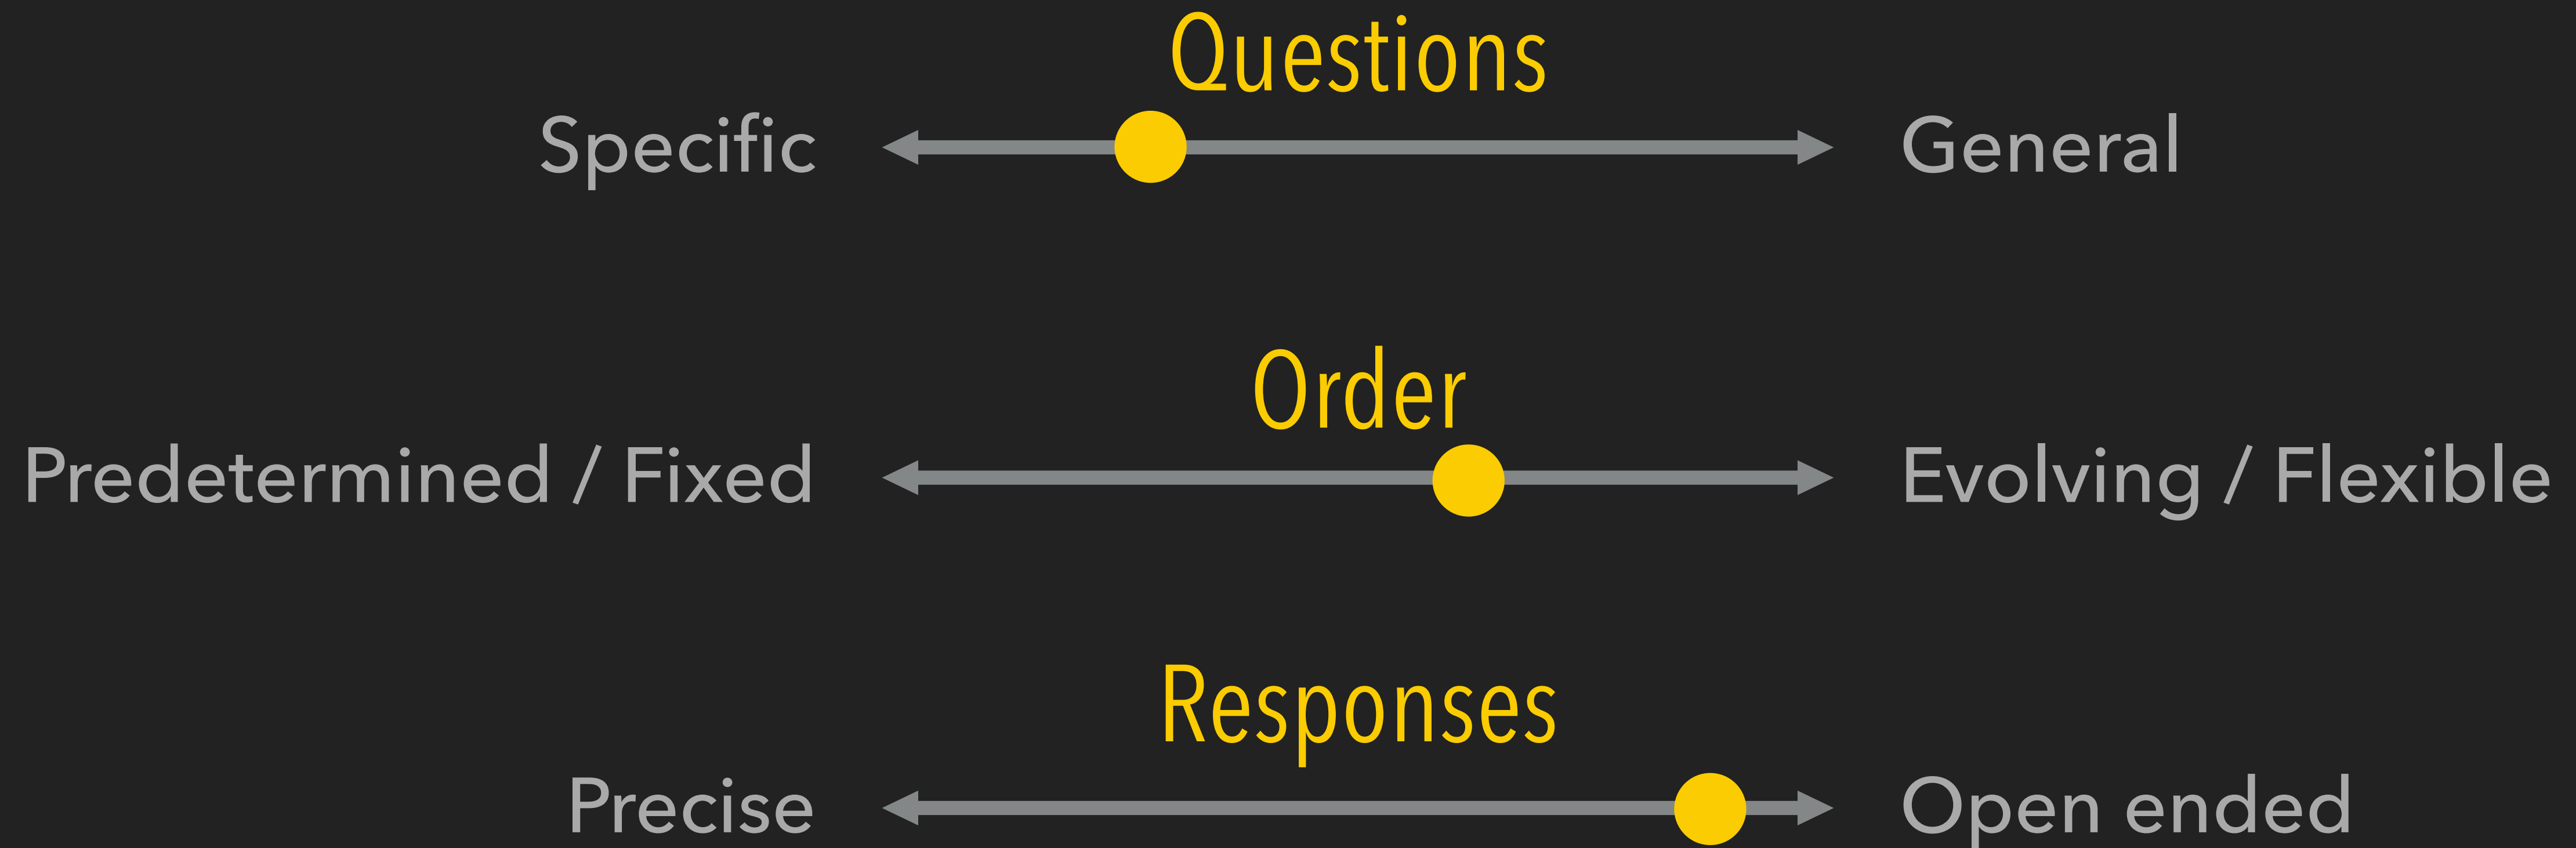 Questions
Specific General
Order
Predetermined / Fixed Evolving / Flexible
Responses
Precise Open ended